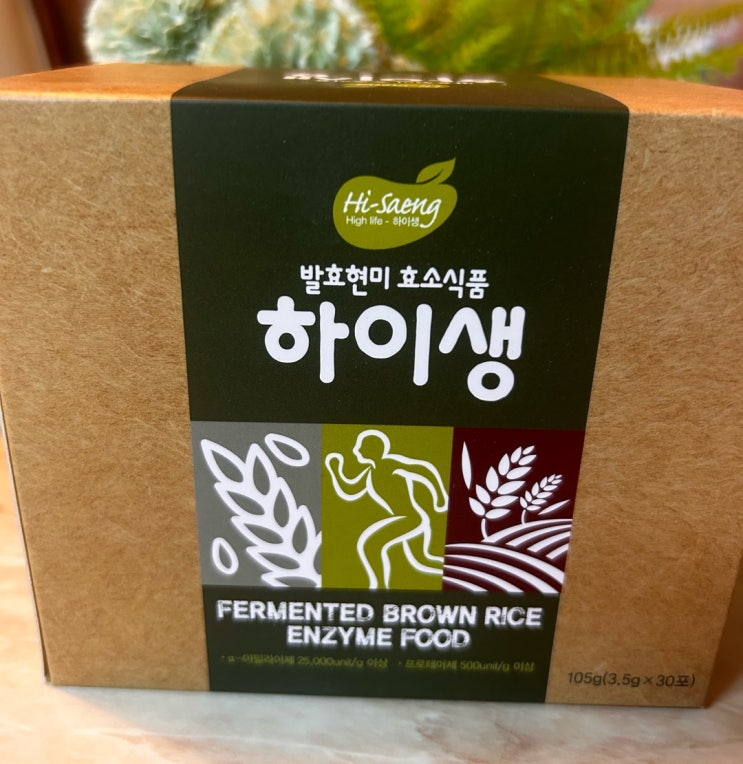 Hi-Saeng
High life - 하이생
발효현미 효소식품
하이생
FERMENTED BROWN RICE
ENZYME FOOD
· α-아밀라아제 25,000unit/g 이상 · 프로테아제 500unit/g 이상
105g(3.5g×30포)